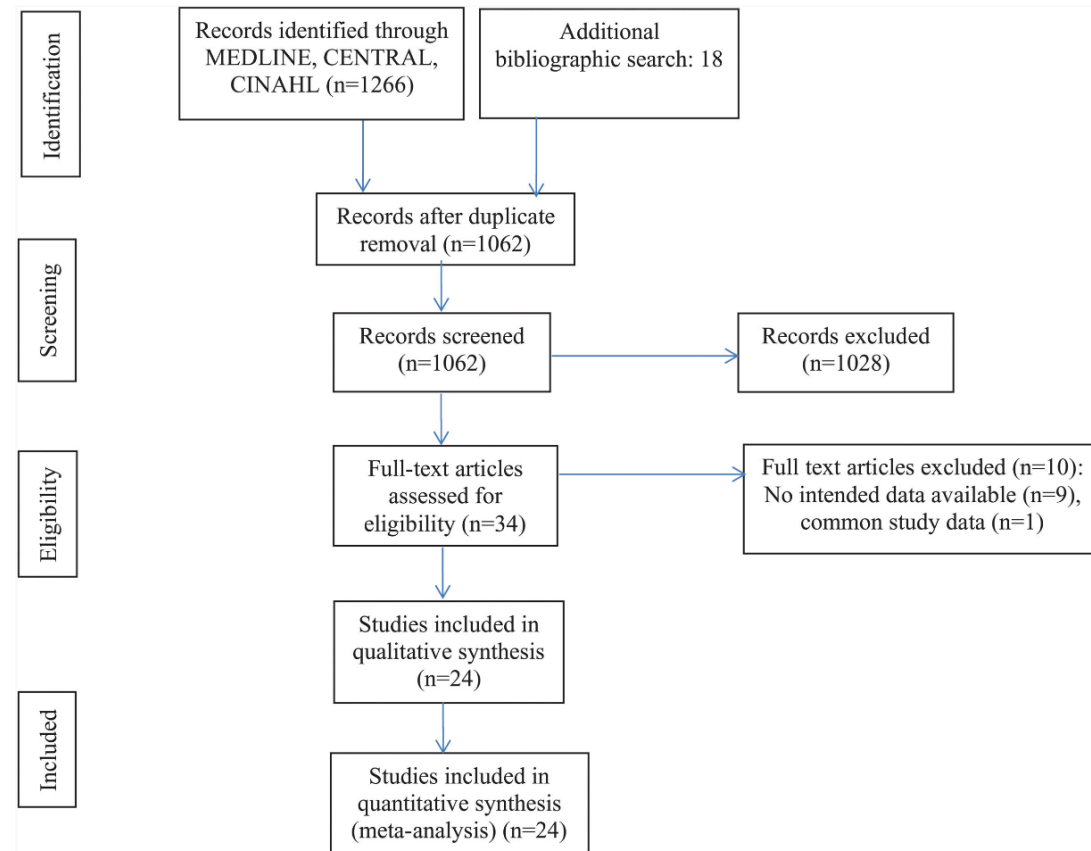 Identification
Records identified through
MEDLINE, CENTRAL,
CINAHL (n=1266)
Additional
bibliographic search: 18
Records after duplicate
removal (n=1062)
Screening
Records screened
(n=1062)
Records excluded
(n=1028)
Eligibility
Full-text articles
assessed for
eligibility (n=34)
Full text articles excluded (n=10):
No intended data available (n=9),
common study data (n=1)
Studies included in
qualitative synthesis
(n=24)
Included
Studies included in
quantitative synthesis
(meta-analysis) (n=24)